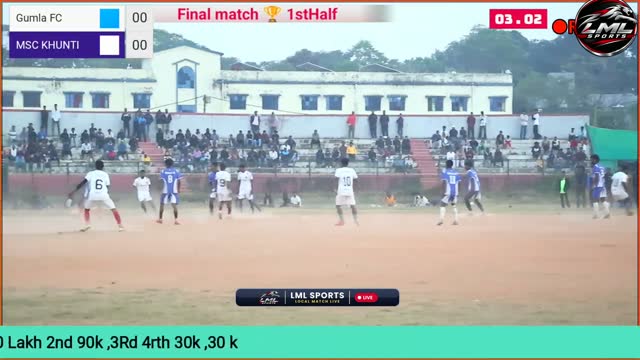 Gumla FC 00
MSC KHUNTI 00
Final match 🏆 1stHalf
03.02
LML
SPORTS
6
10
LML SPORTS
LOCAL MATCH LIVE
LIVE
Lakh 2nd 90k ,3Rd 4rth 30k ,30 k